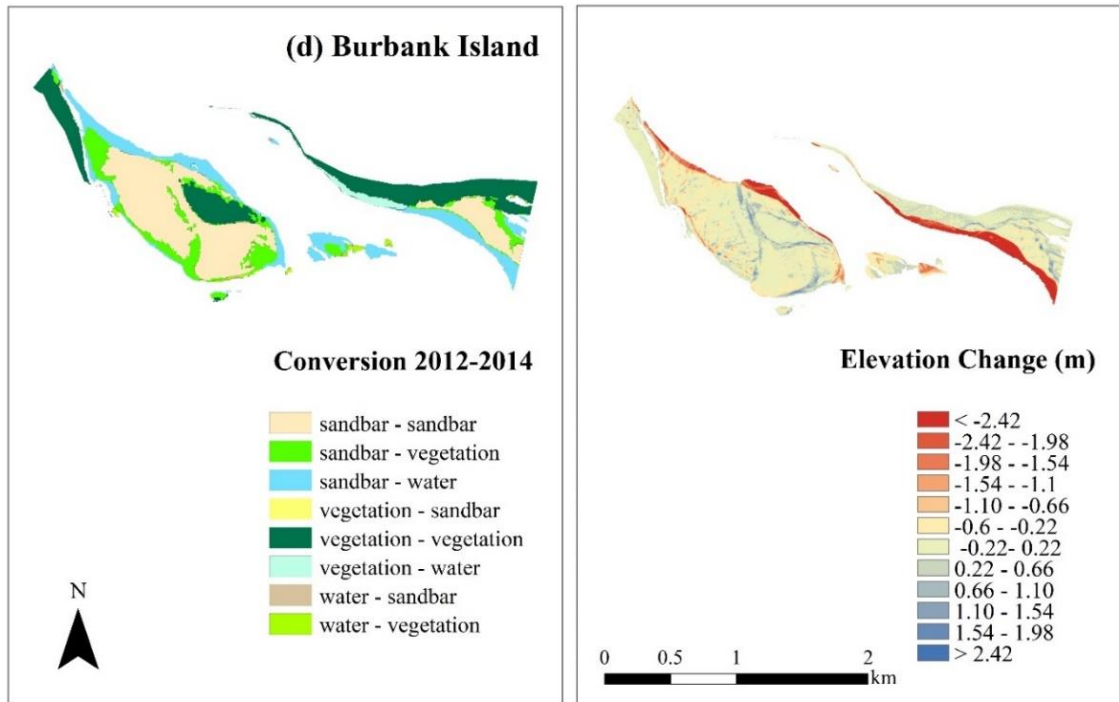 (d) Burbank Island
Conversion 2012-2014
sandbar - sandbar
sandbar - vegetation
sandbar - water
vegetation - sandbar
vegetation - vegetation
vegetation - water
water - sandbar
water - vegetation
N
Elevation Change (m)
< -2.42
-2.42 - -1.98
-1.98 - -1.54
-1.54 - -1.1
-1.10 - -0.66
-0.6 - -0.22
-0.22- 0.22
0.22 - 0.66
0.66 - 1.10
1.10 - 1.54
1.54 - 1.98
> 2.42
0 0.5 1 2
km